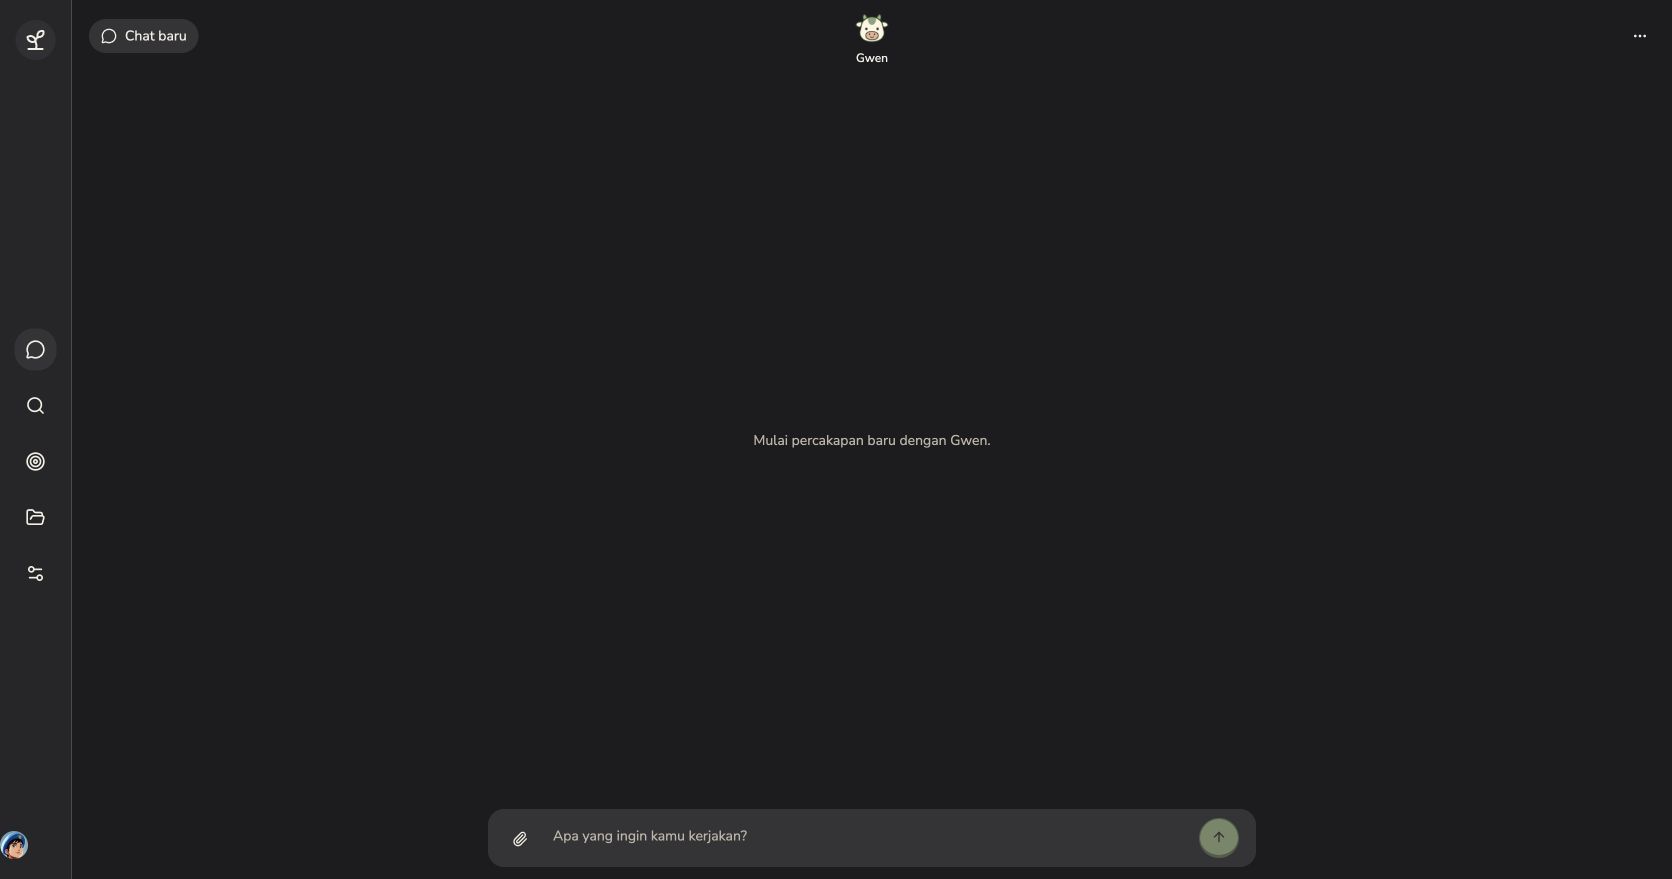 Chat baru
Gwen
Mulai percakapan baru dengan Gwen.
Apa yang ingin kamu kerjakan?